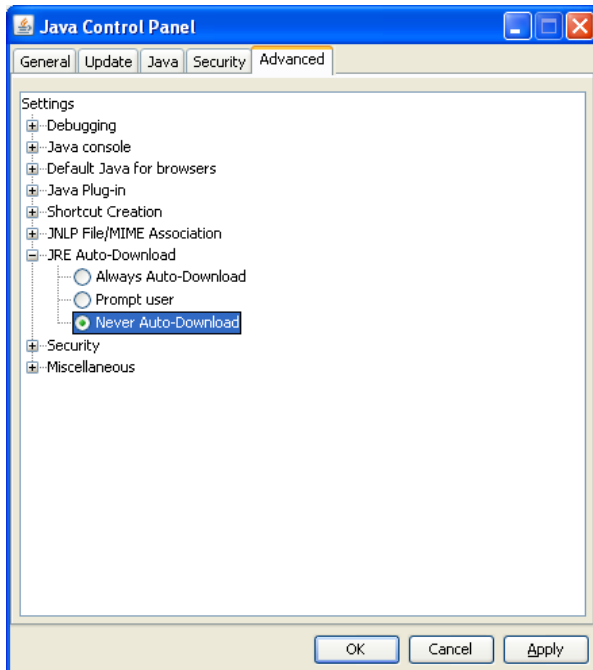 Java Control Panel
General Update Java Security Advanced
Settings
Debugging
Java console
Default Java for browsers
Java Plug-in
Shortcut Creation
JNLP File/MIME Association
JRE Auto-Download
Always Auto-Download
Prompt user
Never Auto-Download
Security
Miscellaneous
OK Cancel Apply